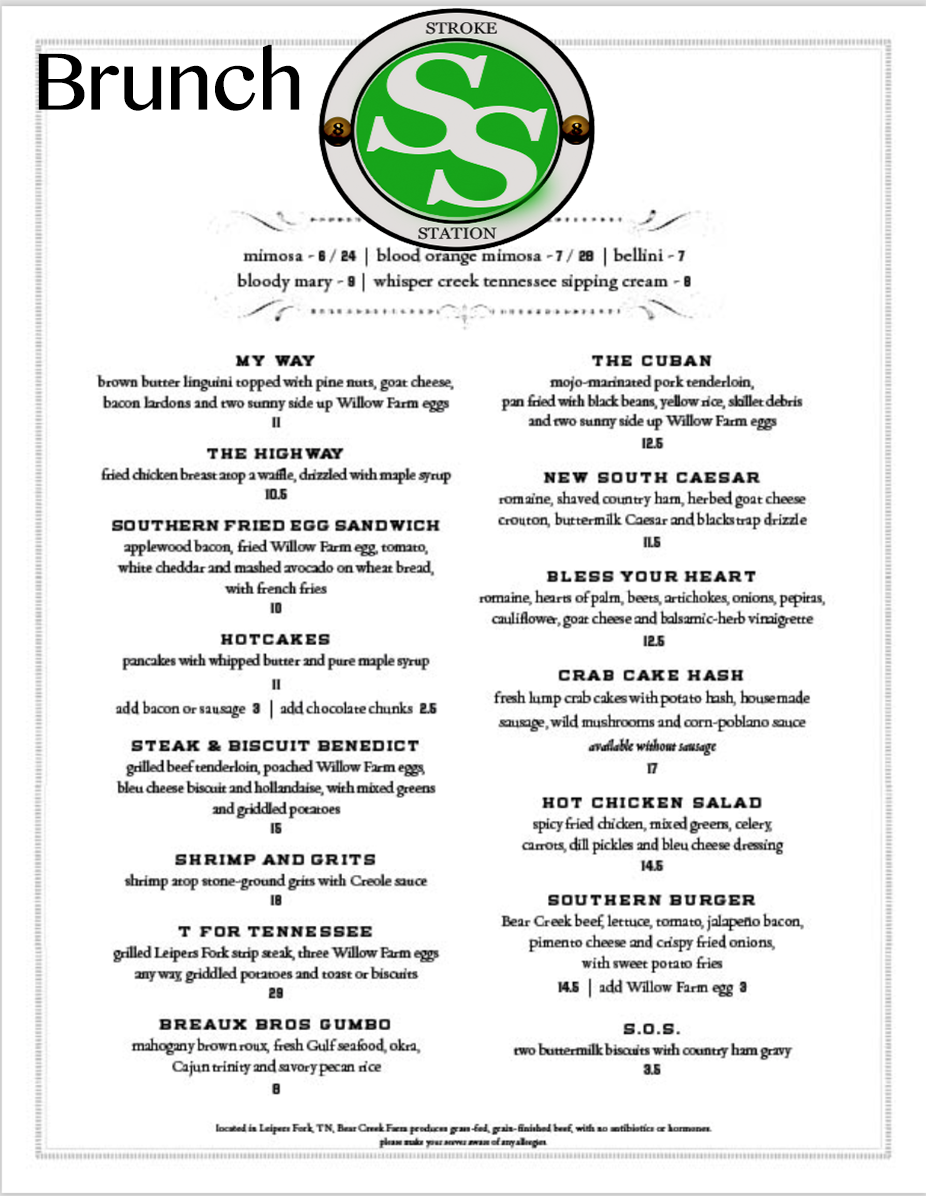 Brunch
STROKE
SS
8
8
STATION
mimosa - 6 / 24 | blood orange mimosa - 7 / 28 | bellini - 7
bloody mary - 9 | whisper creek tennessee sipping cream - 8
MY WAY
brown butter linguini topped with pine nuts, goat cheese,
bacon lardons and two sunny side up Willow Farm eggs
11
THE HIGHWAY
fried chicken breast atop a waffle, drizzled with maple syrup
10.5
SOUTHERN FRIED EGG SANDWICH
applewood bacon, fried Willow Farm egg, tomato,
white cheddar and mashed avocado on wheat bread,
with french fries
10
HOTCAKES
pancakes with whipped butter and pure maple syrup
11
add bacon or sausage 3 | add chocolate chunks 2.5
STEAK & BISCUIT BENEDICT
grilled beef tenderloin, poached Willow Farm eggs,
bleu cheese biscuit and hollandaise, with mixed greens
and griddled potatoes
15
SHRIMP AND GRITS
shrimp atop stone-ground grits with Creole sauce
18
T FOR TENNESSEE
grilled Leipers Fork strip steak, three Willow Farm eggs
any way, griddled potatoes and toast or biscuits
29
BREAUX BROS GUMBO
mahogany brown roux, fresh Gulf seafood, okra,
Cajun trinity and savory pecan rice
8
THE CUBAN
mojo-marinated pork tenderloin,
pan fried with black beans, yellow rice, skillet debris
and two sunny side up Willow Farm eggs
12.5
NEW SOUTH CAESAR
romaine, shaved country ham, herbed goat cheese
crouton, buttermilk Caesar and blackstrap drizzle
11.5
BLESS YOUR HEART
romaine, hearts of palm, beets, artichokes, onions, pepitas,
cauliflower, goat cheese and balsamic-herb vinaigrette
12.5
CRAB CAKE HASH
fresh lump crab cakes with potato hash, housemade
sausage, wild mushrooms and corn-poblano sauce
available without sausage
17
HOT CHICKEN SALAD
spicy fried chicken, mixed greens, celery,
carrots, dill pickles and bleu cheese dressing
14.5
SOUTHERN BURGER
Bear Creek beef, lettuce, tomato, jalapeño bacon,
pimento cheese and crispy fried onions,
with sweet potato fries
14.5 | add Willow Farm egg 3
S.O.S.
two buttermilk biscuits with country ham gravy
3.5
located in Leipers Fork, TN, Bear Creek Farm produces grass-fed, grain-finished beef, with no antibiotics or hormones.
please make your server aware of any allergies.